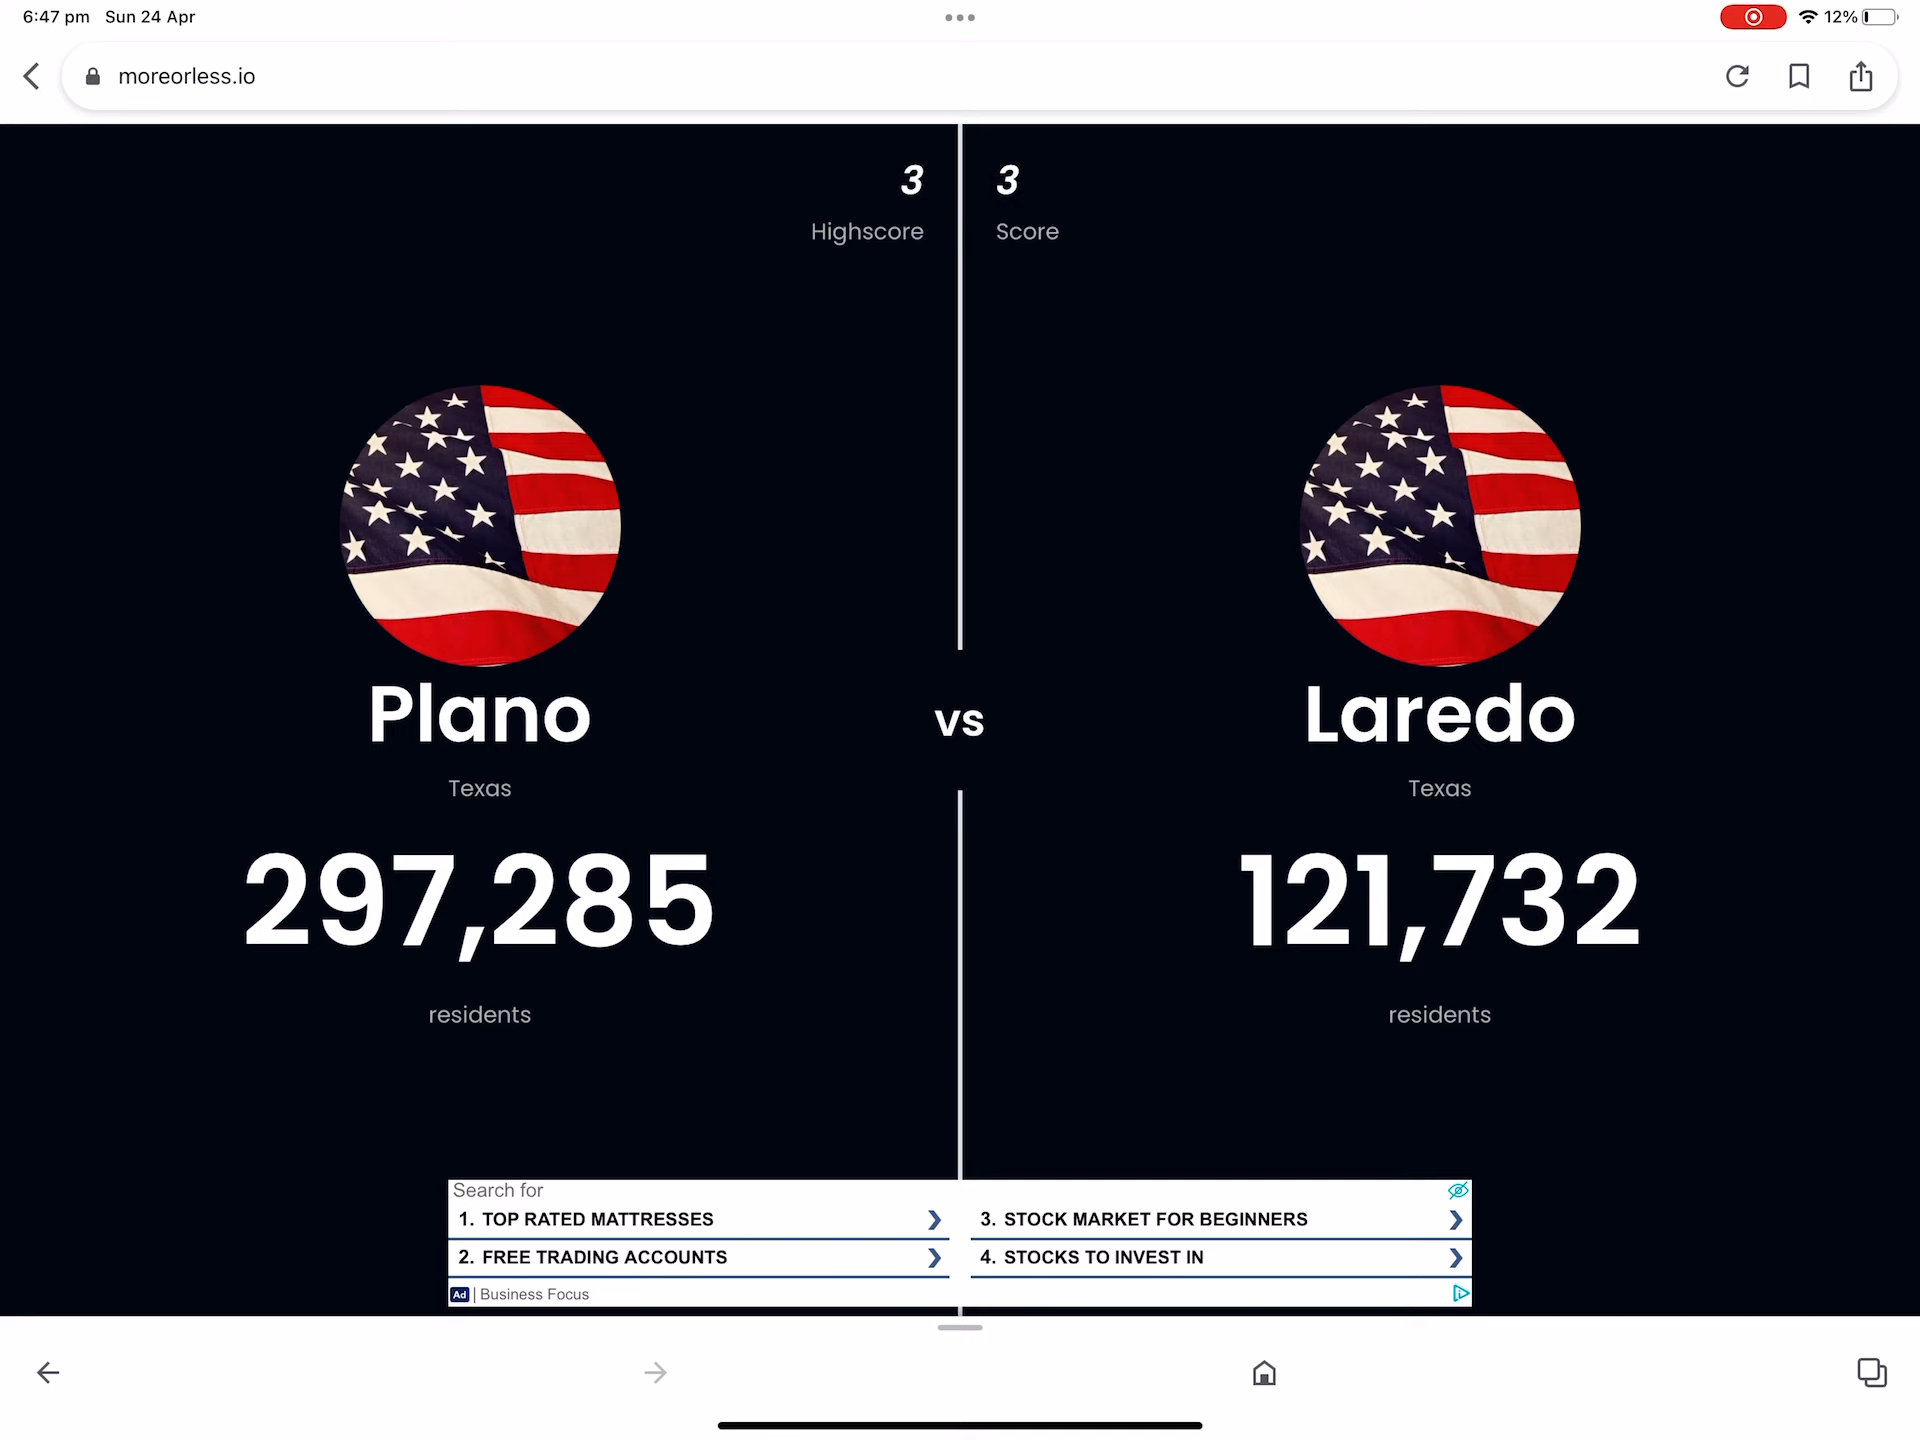 6:47 pm Sun 24 Apr
12%
moreorless.io
3
Highscore
3
Score
Plano
Texas
297,285
residents
vs
Laredo
Texas
121,732
residents
Search for
1. TOP RATED MATTRESSES
2. FREE TRADING ACCOUNTS
3. STOCK MARKET FOR BEGINNERS
4. STOCKS TO INVEST IN
Ad | Business Focus